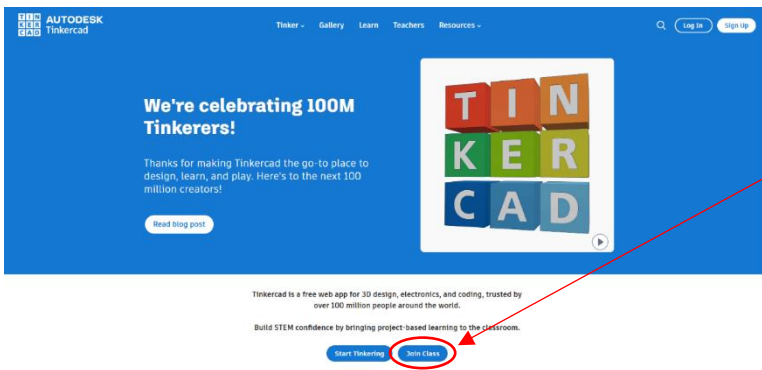 TIN
KER
CAD
AUTODESK
Tinkercad
Tinker Gallery Learn Teachers Resources
Log In Sign Up
We're celebrating 100M
Tinkerers!
Thanks for making Tinkercad the go-to place to
design, learn, and play. Here's to the next 100
million creators!
Read blog post
T I N
K E R
C A D
Tinkercad is a free web app for 3D design, electronics, and coding, trusted by
over 100 million people around the world.
Build STEM confidence by bringing project-based learning to the classroom.
Start Tinkering Join Class